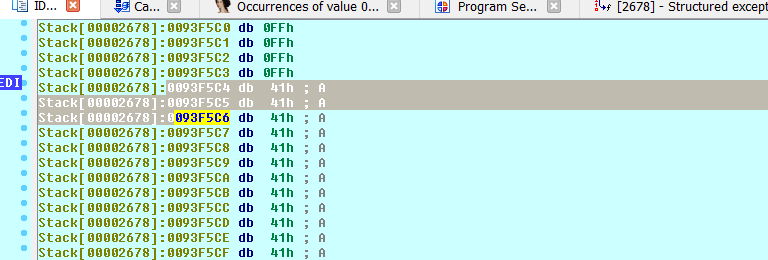 ID...
Ca...
Occurrences of value 0...
Program Se...
[2678] - Structured except
Stack[00002678]:0093F5C0 db 0FFh
Stack[00002678]:0093F5C1 db 0FFh
Stack[00002678]:0093F5C2 db 0FFh
Stack[00002678]:0093F5C3 db 0FFh
EDI
Stack[00002678]:0093F5C4 db 41h ; A
Stack[00002678]:0093F5C5 db 41h ; A
Stack[00002678]:0093F5C6 db 41h ; A
Stack[00002678]:0093F5C7 db 41h ; A
Stack[00002678]:0093F5C8 db 41h ; A
Stack[00002678]:0093F5C9 db 41h ; A
Stack[00002678]:0093F5CA db 41h ; A
Stack[00002678]:0093F5CB db 41h ; A
Stack[00002678]:0093F5CC db 41h ; A
Stack[00002678]:0093F5CD db 41h ; A
Stack[00002678]:0093F5CE db 41h ; A
Stack[00002678]:0093F5CF db 41h ; A